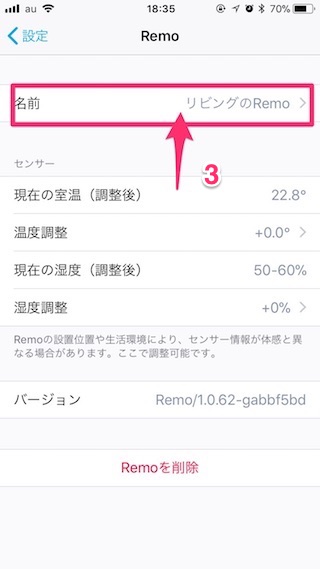 au 18:35 70%
設定 Remo
名前 リビングのRemo
3
センサー
現在の室温（調整後） 22.8°
温度調整 +0.0°
現在の湿度（調整後） 50-60%
湿度調整 +0%
Remoの設置位置や生活環境により、センサー情報が体感と異
なる場合があります。ここで調整可能です。
バージョン Remo/1.0.62-gabbf5bd
Remoを削除